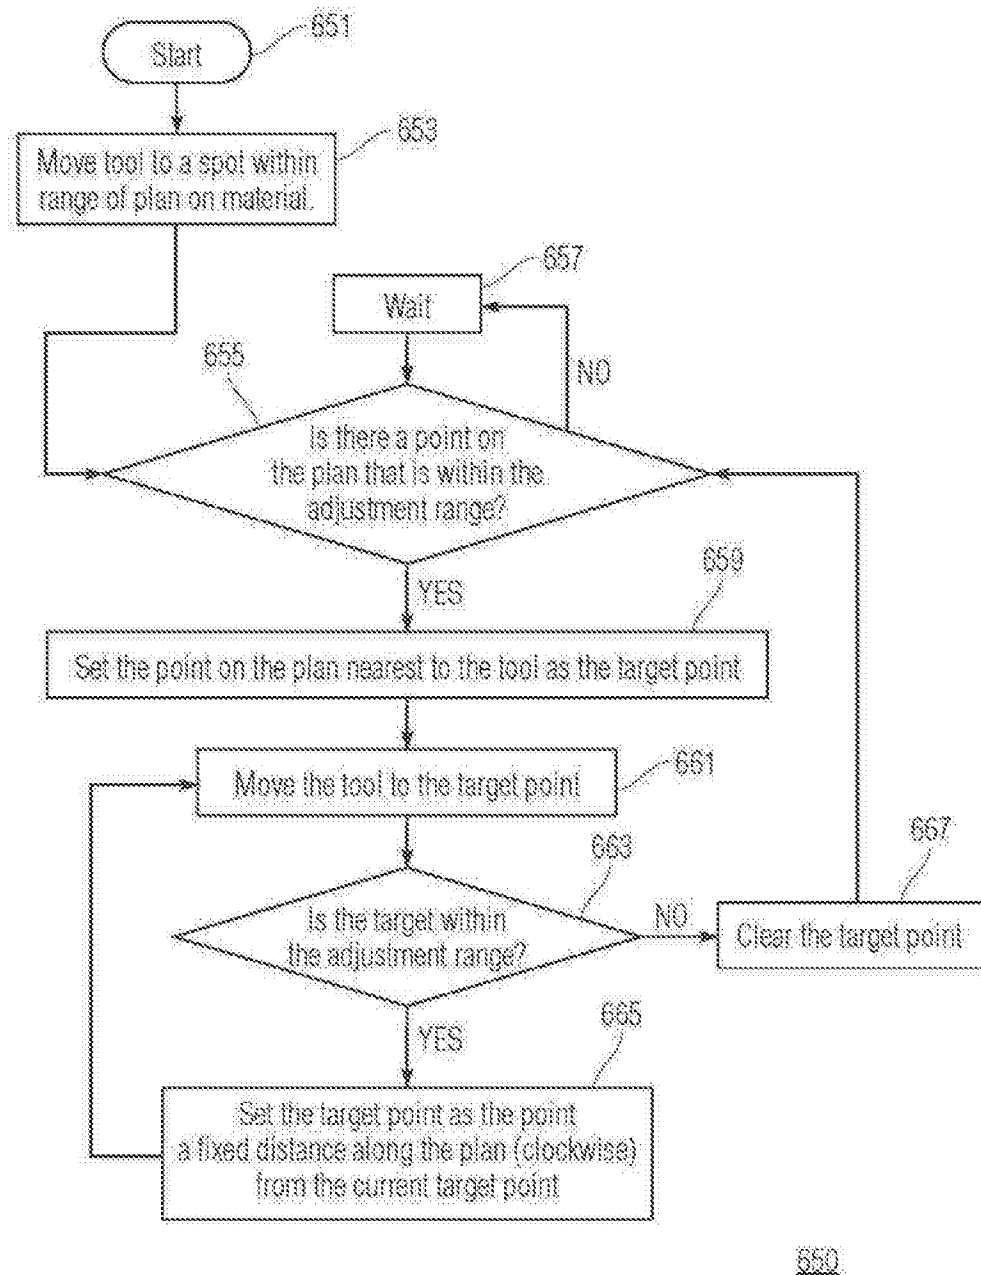 651
Start
653
Move tool to a spot within
range of plan on material.
657
Wait
655
NO
Is there a point on
the plan that is within the
adjustment range?
YES
659
Set the point on the plan nearest to the tool as the target point
661
Move the tool to the target point
663
667
Is the target within
the adjustment range?
NO
Clear the target point
YES
665
Set the target point as the point
a fixed distance along the plan (clockwise)
from the current target point
650